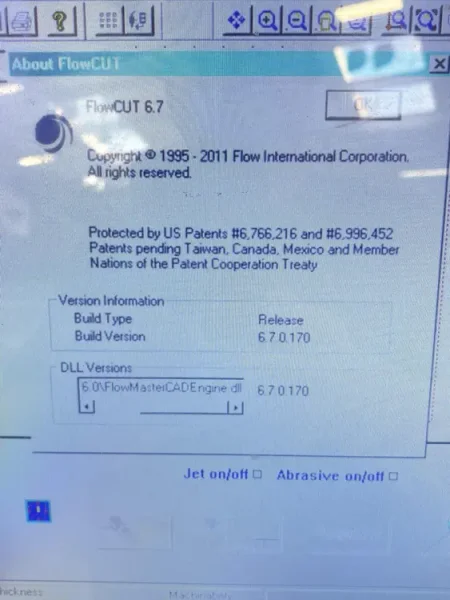 About FlowCUT
FlowCUT 6.7
OK
Copyright © 1995 - 2011 Flow International Corporation.
All rights reserved.
Protected by US Patents #6,766,216 and #6,996,452
Patents pending Taiwan, Canada, Mexico and Member
Nations of the Patent Cooperation Treaty
Version Information
Build Type Release
Build Version 6.7.0.170
DLL Versions
6.0\FlowMasterCADEngine.dll 6.7.0.170
Jet on/off Abrasive on/off
hickness